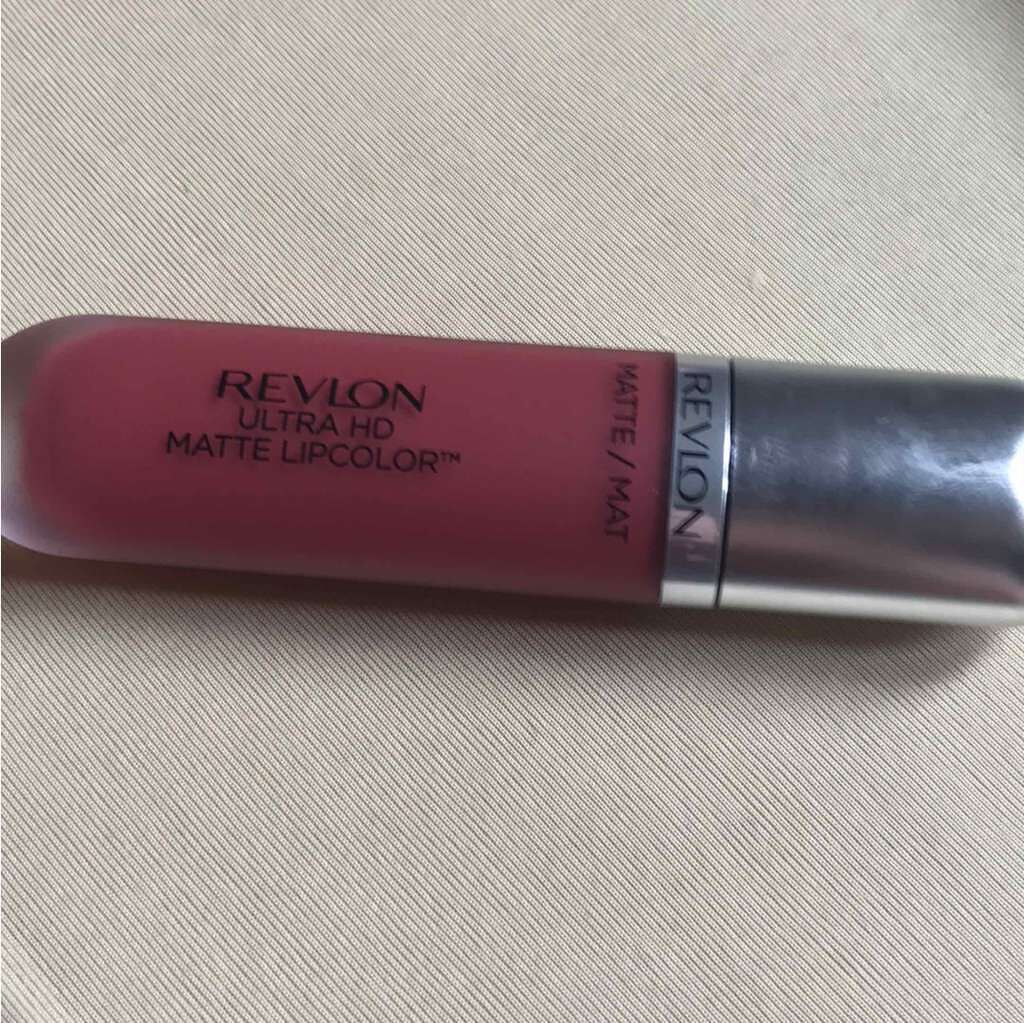 REVLON
ULTRA HD
MATTE LIPCOLOR™
MATTE / MAT
REVLON